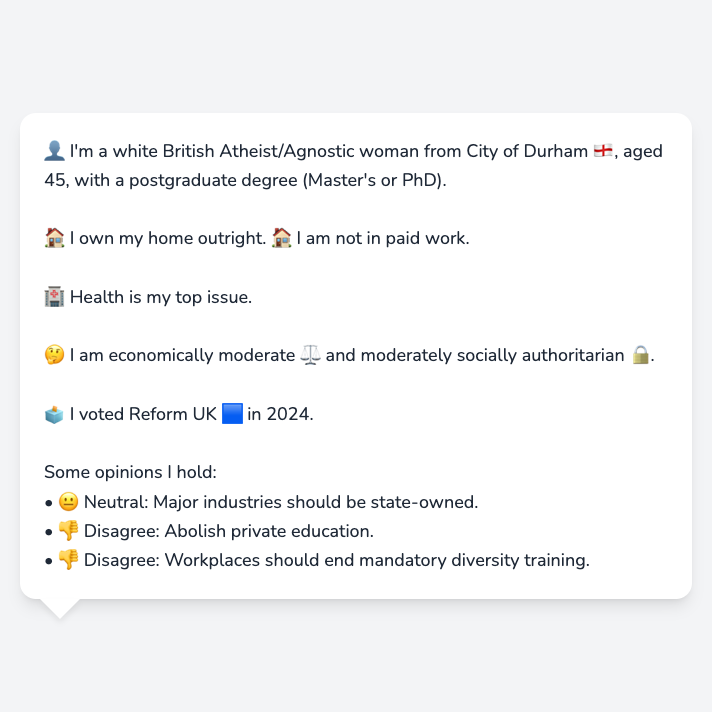 👤 I'm a white British Atheist/Agnostic woman from City of Durham 🏴󠁧󠁢󠁥󠁮󠁧󠁿, aged
45, with a postgraduate degree (Master's or PhD).
🏠 I own my home outright. 🏠 I am not in paid work.
🏥 Health is my top issue.
🤔 I am economically moderate ⚖️ and moderately socially authoritarian 🔒.
🗳️ I voted Reform UK 🟦 in 2024.
Some opinions I hold:
• 😐 Neutral: Major industries should be state-owned.
• 👎 Disagree: Abolish private education.
• 👎 Disagree: Workplaces should end mandatory diversity training.